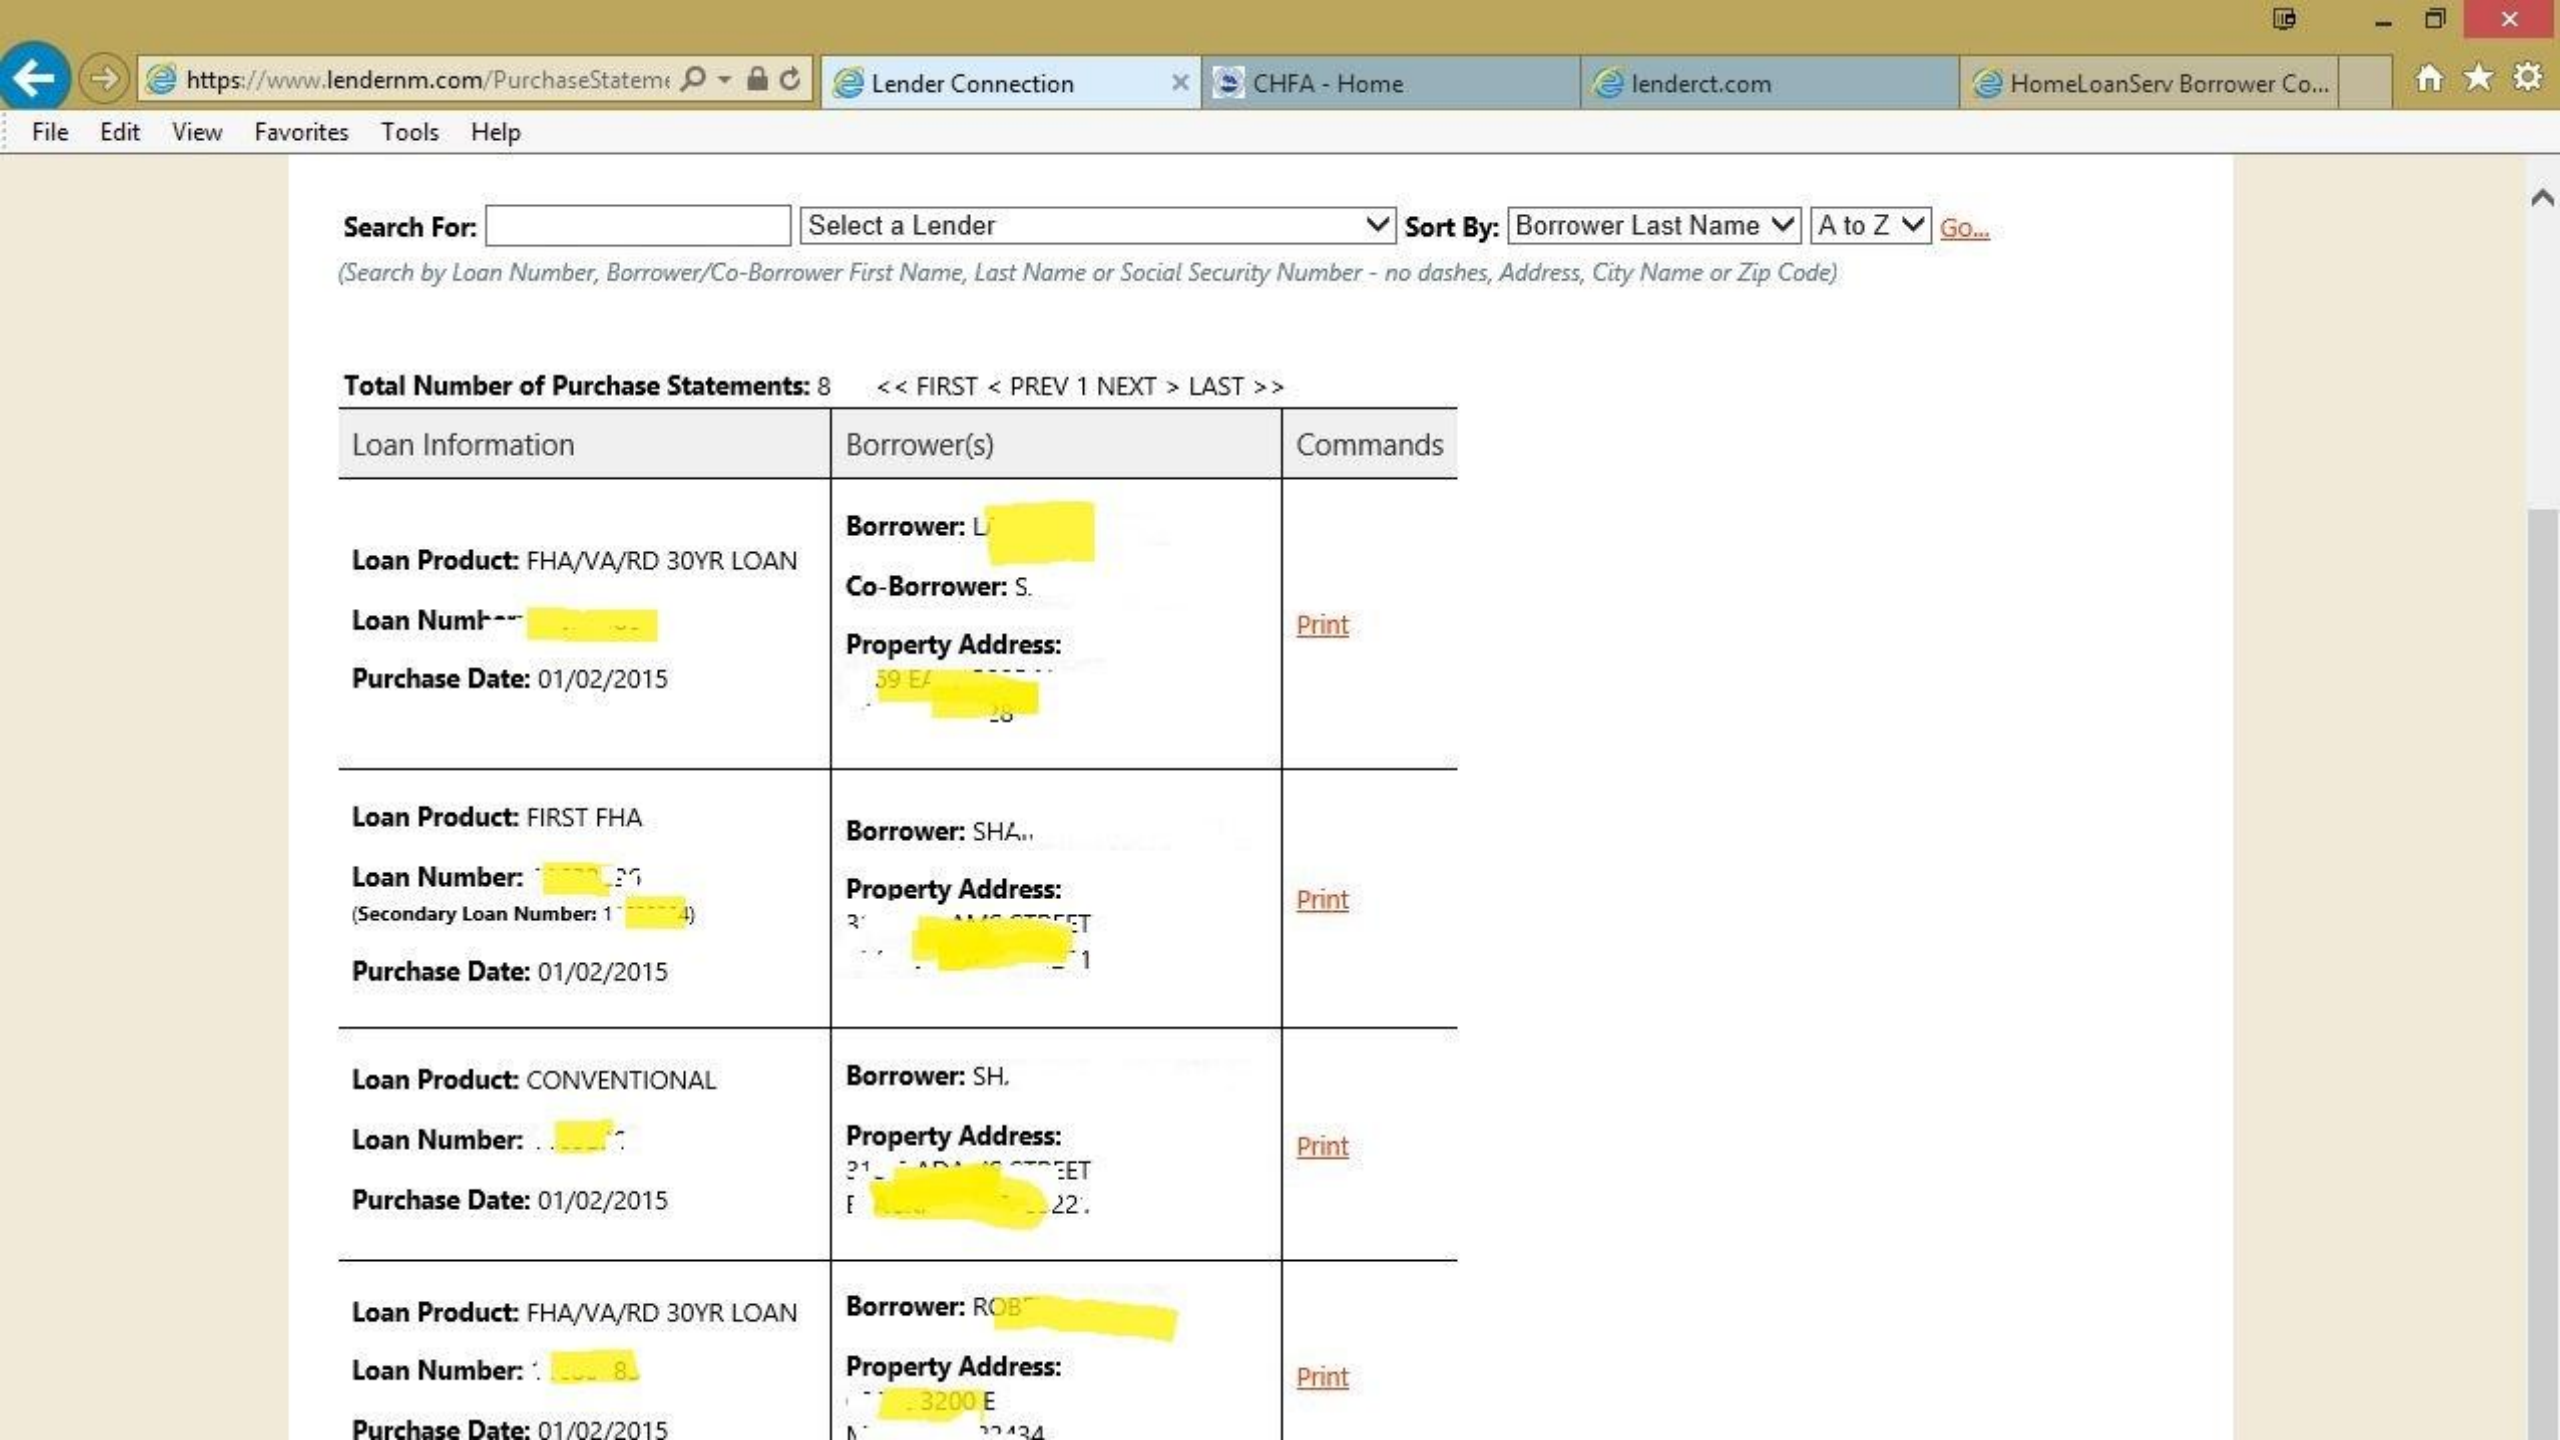 https://www.lendernm.com/PurchaseStateme
Lender Connection
CHFA - Home
lenderct.com
HomeLoanServ Borrower Co...
File Edit View Favorites Tools Help
Search For:
Select a Lender
Sort By:
Borrower Last Name
A to Z
Go...
(Search by Loan Number, Borrower/Co-Borrower First Name, Last Name or Social Security Number - no dashes, Address, City Name or Zip Code)
Total Number of Purchase Statements: 8 << FIRST < PREV 1 NEXT > LAST >>
Loan Information
Borrower(s)
Commands
Loan Product: FHA/VA/RD 30YR LOAN
Loan
Purchase Date: 01/02/2015
Borrower:
Co-Borrower: S.
Property Address:
Print
Loan Product: FIRST FHA
Loan Number:
(Secondary Loan Number:
Purchase Date: 01/02/2015
Borrower:
Property Address:
Print
Loan Product: CONVENTIONAL
Loan Number:
Purchase Date: 01/02/2015
Borrower:
Property Address:
Print
Loan Product: FHA/VA/RD 30YR LOAN
Loan Number:
Purchase Date: 01/02/2015
Borrower:
Property Address:
3200 E
Print